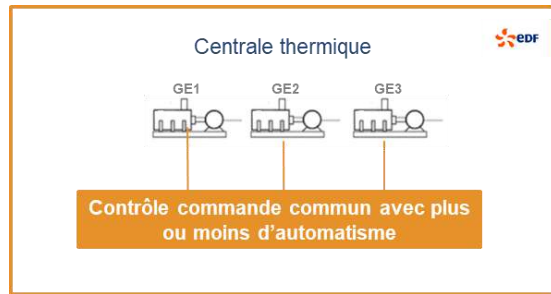 Centrale thermique
edf
GE1 GE2 GE3
Contrôle commande commun avec plus
ou moins d'automatisme